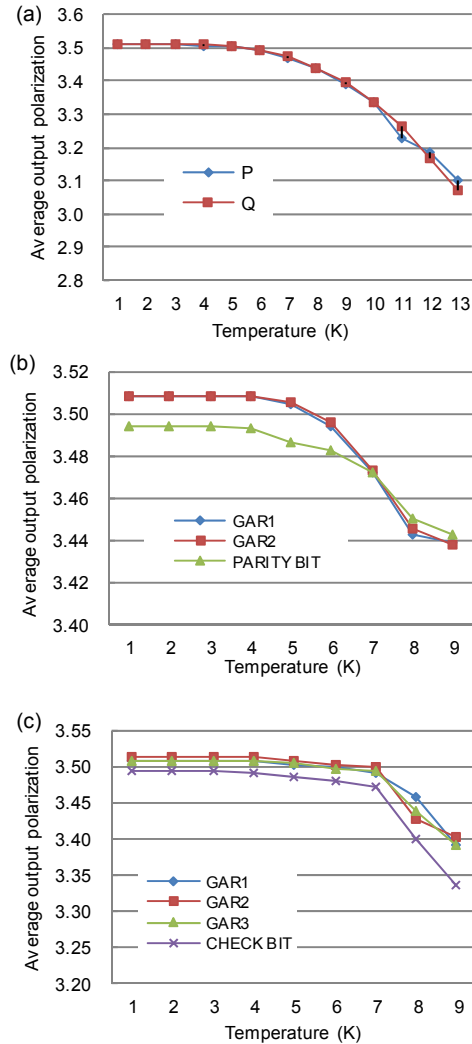 (a)
3.6
3.5
3.4
3.3
3.2
3.1
3.0
2.9
2.8
Average output polarization
P
Q
1 2 3 4 5 6 7 8 9 10 11 12 13
Temperature (K)
(b)
3.52
3.50
3.48
3.46
3.44
3.42
3.40
Average output polarization
GAR1
GAR2
PARITY BIT
1 2 3 4 5 6 7 8 9
Temperature (K)
(c)
3.55
3.50
3.45
3.40
3.35
3.30
3.25
3.20
Average output polarization
GAR1
GAR2
GAR3
CHECK BIT
1 2 3 4 5 6 7 8 9
Temperature (K)